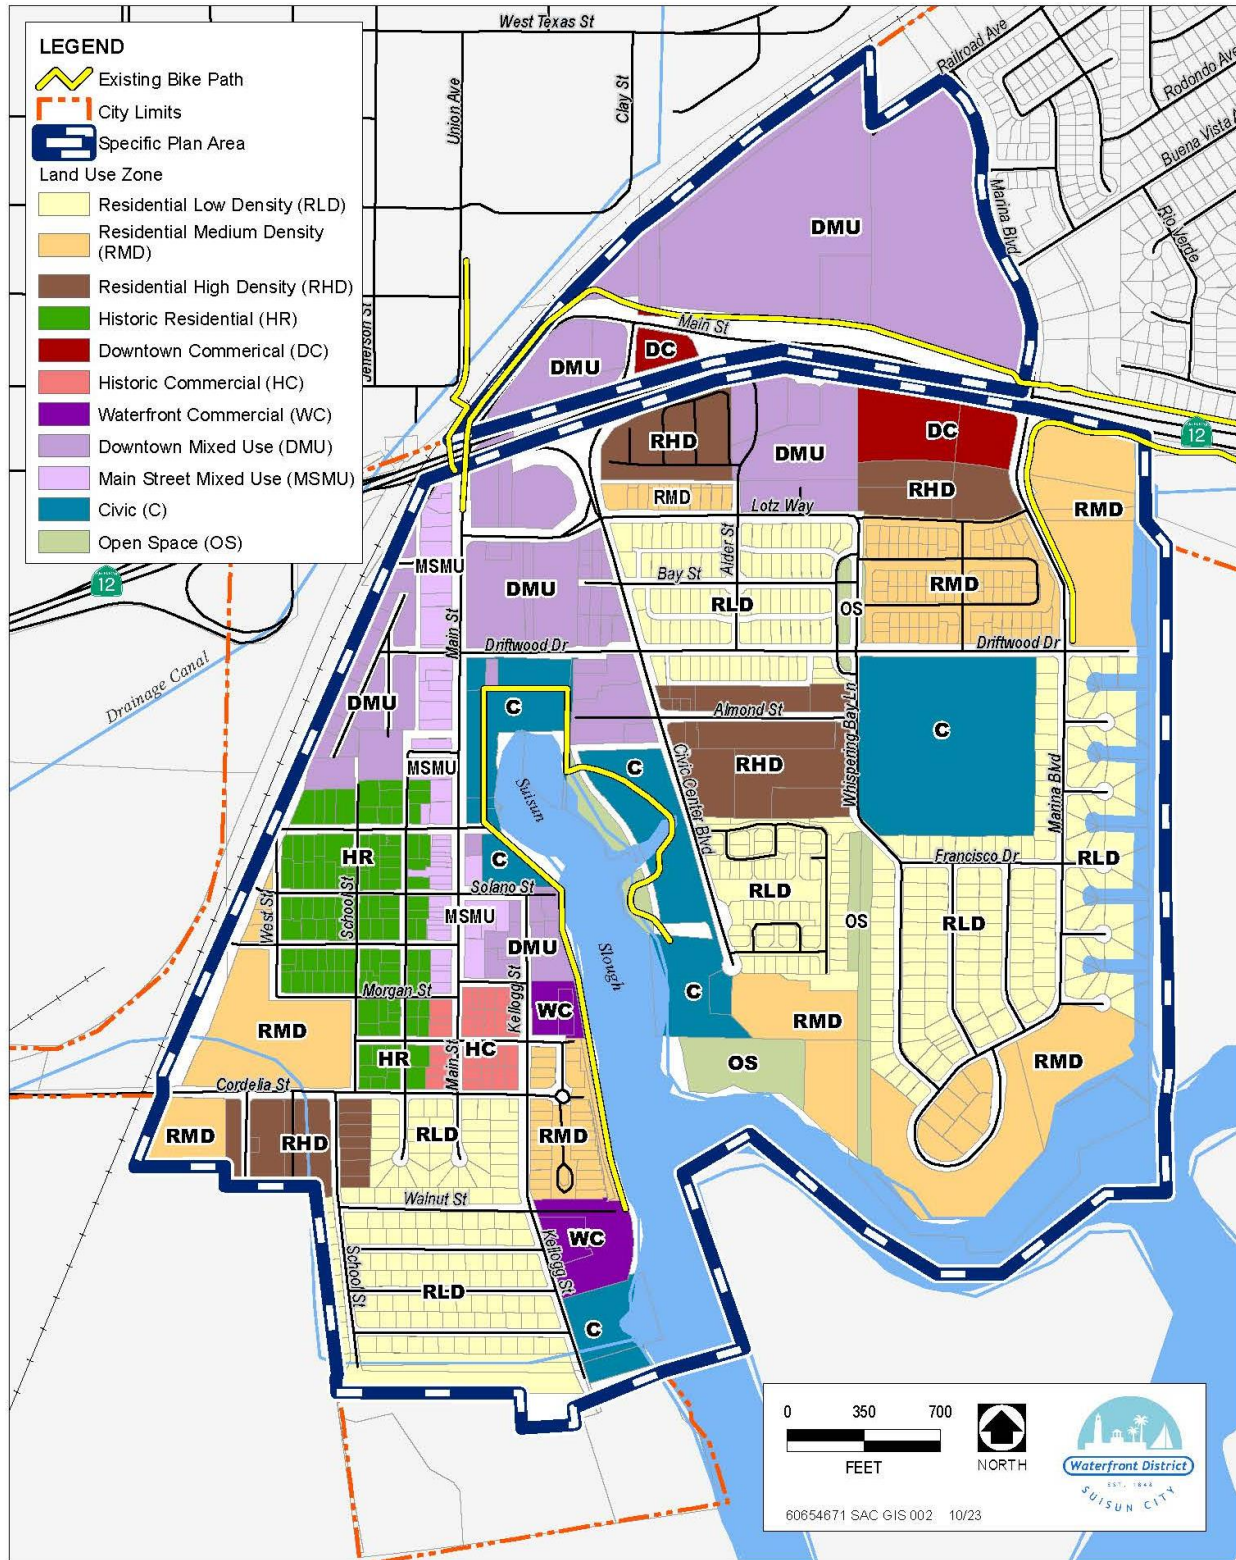 West Texas St
LEGEND
Existing Bike Path
City Limits
Specific Plan Area
Land Use Zone
Residential Low Density (RLD)
Residential Medium Density
(RMD)
Residential High Density (RHD)
Historic Residential (HR)
Downtown Commerical (DC)
Historic Commercial (HC)
Waterfront Commercial (WC)
Downtown Mixed Use (DMU)
Main Street Mixed Use (MSMU)
Civic (C)
Open Space (OS)
Union Ave
Clay St
Jefferson St
Railroad Ave
Rodondo Ave
Buena Vista A
Rio Verde
Marina Blvd
DMU
Main St
DMU
DC
12
RHD
DMU
DC
RHD
RMD
RMD
Lotz Way
Alder St
Bay St
RLD
OS
RMD
Driftwood Dr
Driftwood Dr
MSMU
DMU
Main St
12
Drainage Canal
DMU
C
MSMU
Suisun
C
Almond St
RHD
Civic Center Blvd
Whispering Bay Ln
C
Marina Blvd
HR
School St
West St
C
Solano St
MSMU
DMU
Kellogg St
Slough
RLD
OS
Francisco Dr
RLD
RLD
Morgan St
RMD
WC
C
RMD
HR
Main St
HC
OS
RMD
Cordelia St
RMD
RHD
RLD
RMD
Walnut St
School St
RLD
Kellogg St
WC
C
0 350 700
FEET
NORTH
Waterfront District
EST. 1868
SUISUN CITY
60654671 SAC GIS 002 10/23